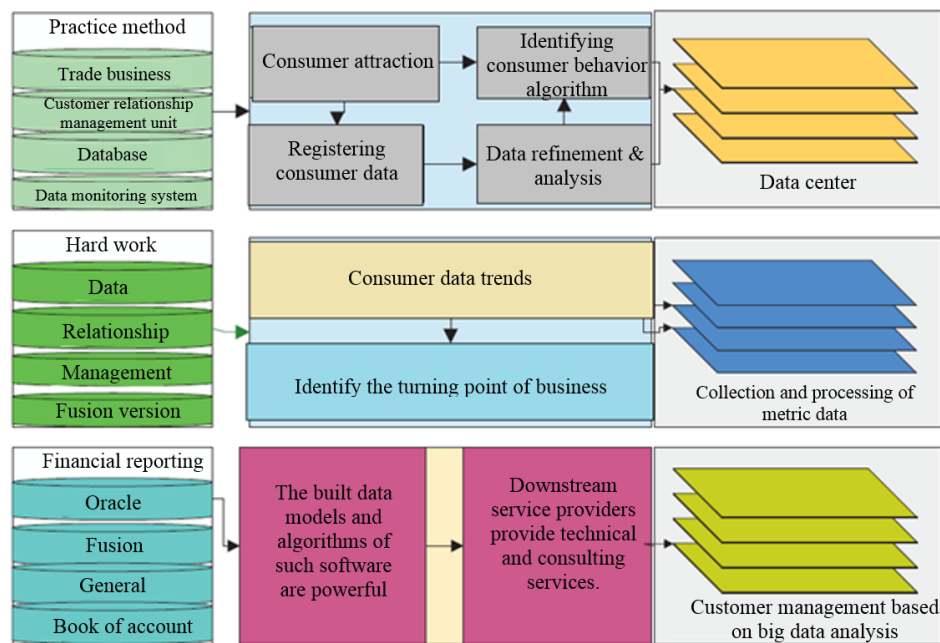 Practice method
Trade business
Customer relationship
management unit
Database
Data monitoring system
Consumer attraction
Identifying
consumer behavior
algorithm
Registering
consumer data
Data refinement &
analysis
Data center
Hard work
Data
Relationship
Management
Fusion version
Consumer data trends
Identify the turning point of business
Collection and processing of
metric data
Financial reporting
Oracle
Fusion
General
Book of account
The built data
models and
algorithms of
such software
are powerful
Downstream
service providers
provide technical
and consulting
services.
Customer management based
on big data analysis